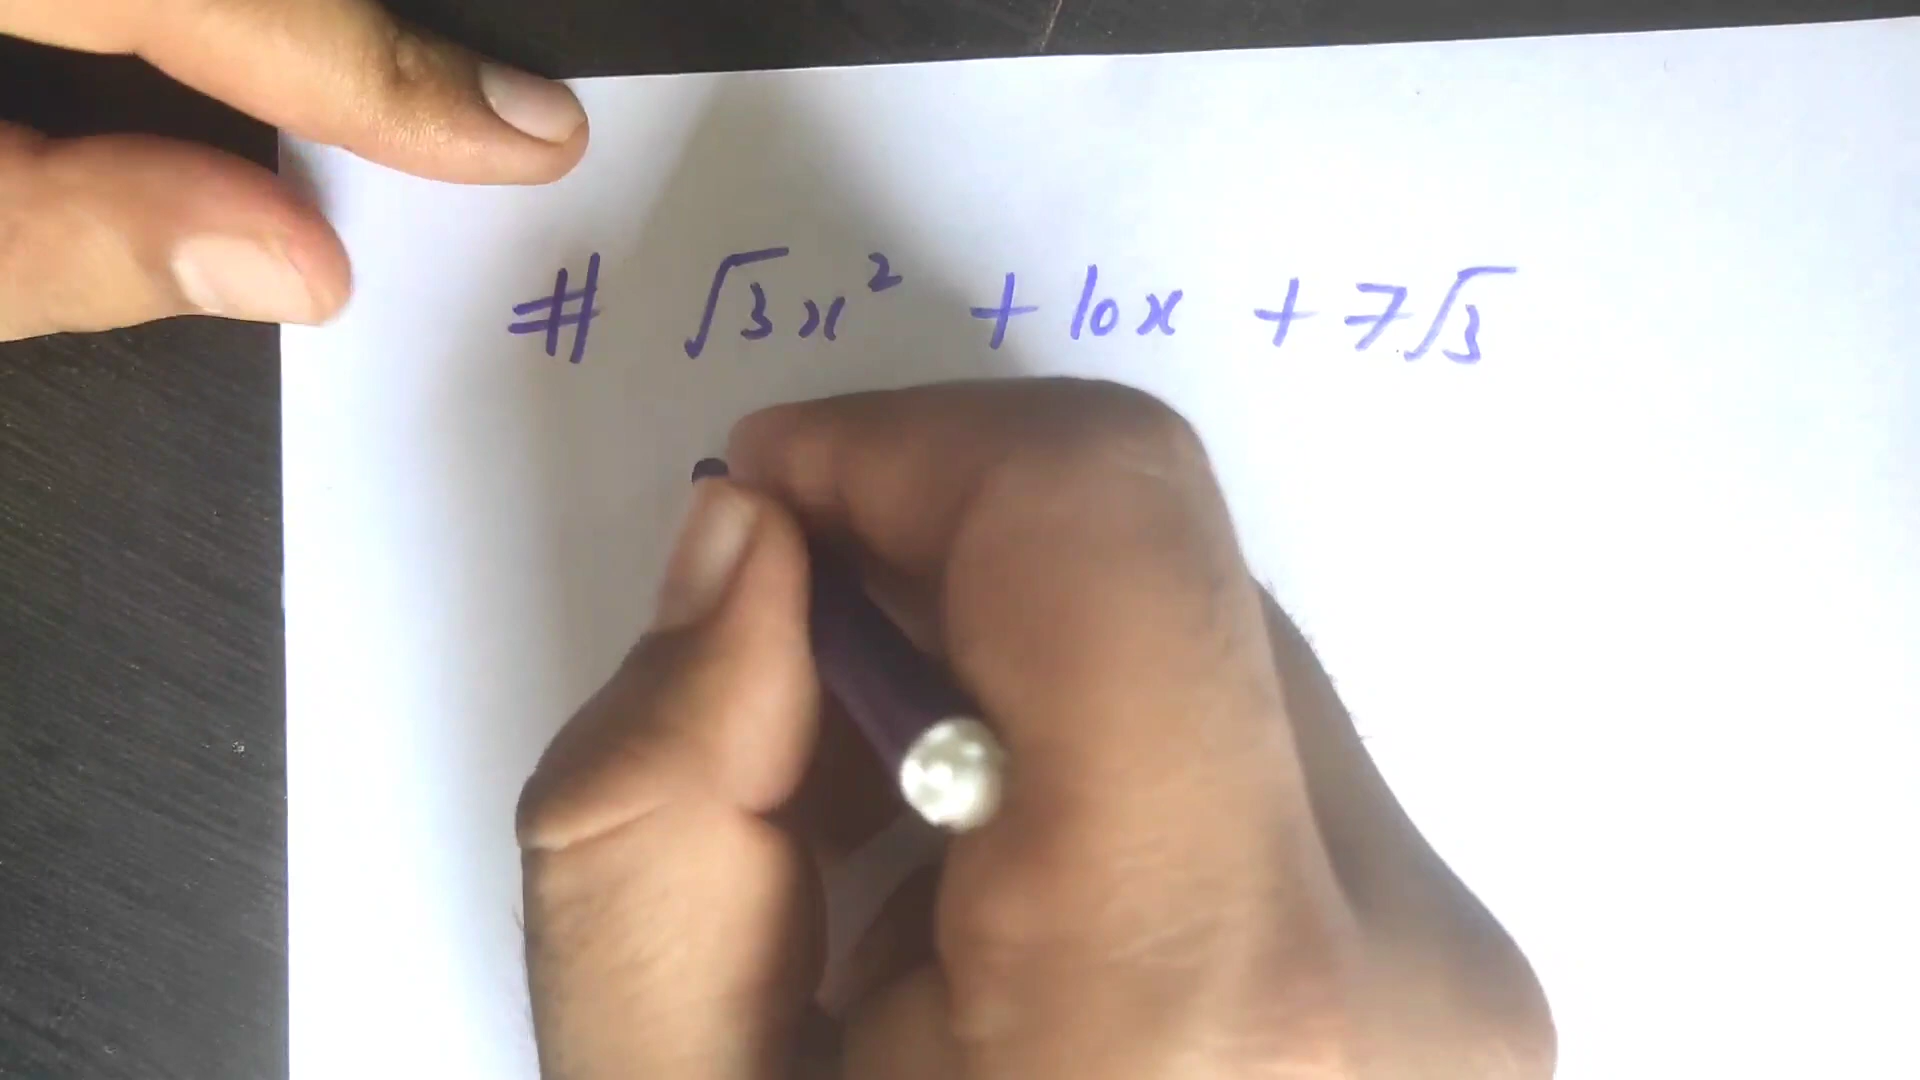 # √3x² + 10x + 7√3